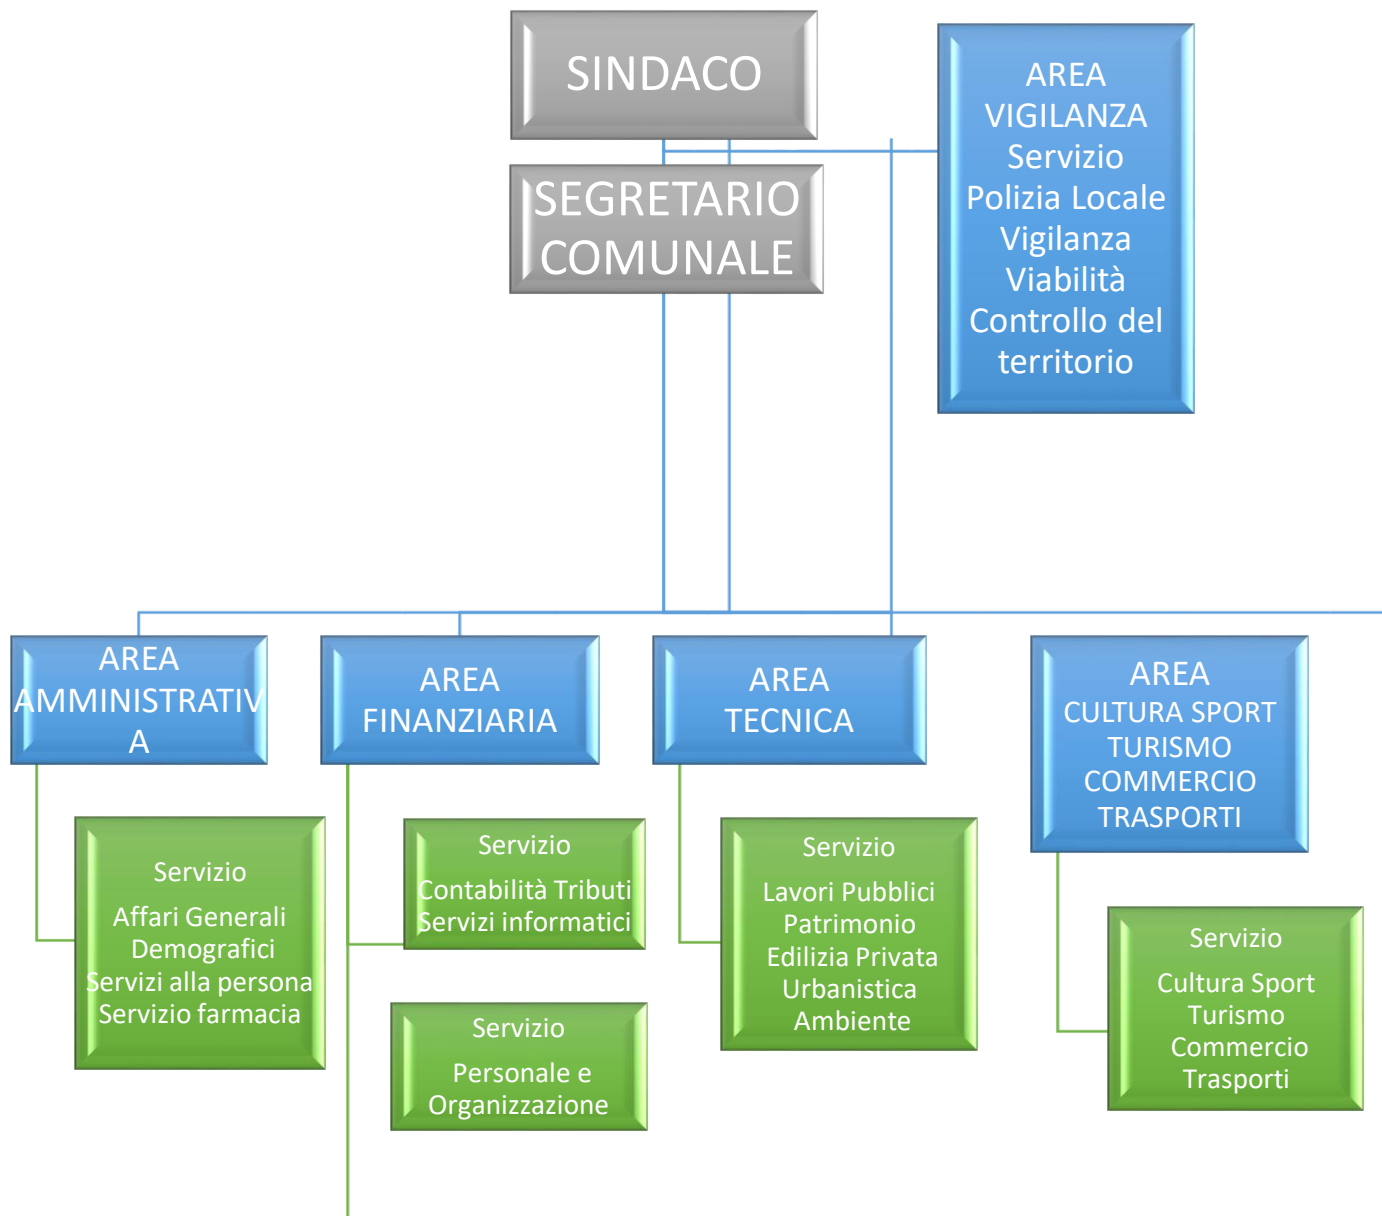 SINDACO
SEGRETARIO
COMUNALE
AREA
VIGILANZA
Servizio
Polizia Locale
Vigilanza
Viabilità
Controllo del
territorio
AREA
AMMINISTRATIV
A
AREA
FINANZIARIA
AREA
TECNICA
AREA
CULTURA SPORT
TURISMO
COMMERCIO
TRASPORTI
Servizio
Affari Generali
Demografici
Servizi alla persona
Servizio farmacia
Servizio
Contabilità Tributi
Servizi informatici
Servizio
Personale e
Organizzazione
Servizio
Lavori Pubblici
Patrimonio
Edilizia Privata
Urbanistica
Ambiente
Servizio
Cultura Sport
Turismo
Commercio
Trasporti